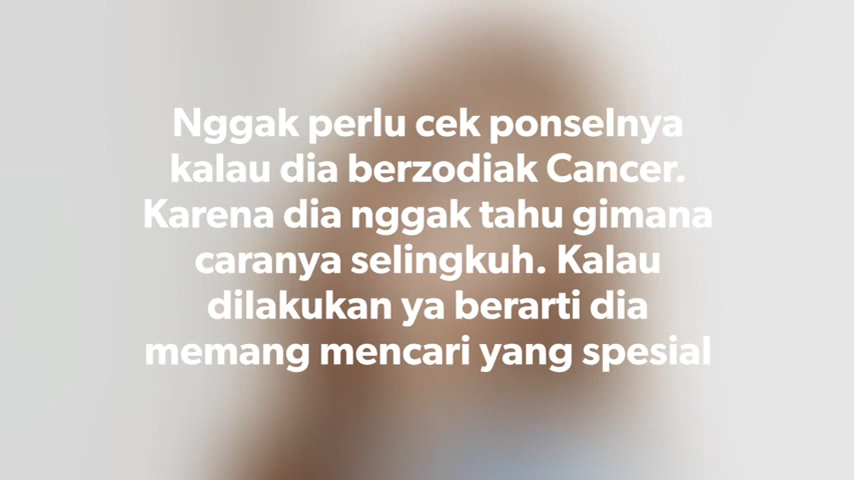 Nggak perlu cek ponselnya
kalau dia berzodiak Cancer.
Karena dia nggak tahu gimana
caranya selingkuh. Kalau
dilakukan ya berarti dia
memang mencari yang spesial